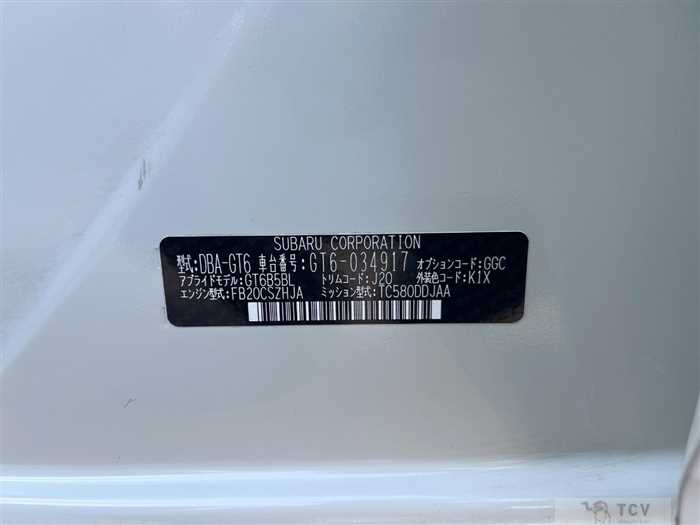 SUBARU CORPORATION
型式:DBA-GT6 車台番号:GT6-034917 オプションコード:GGC
アプライドモデル:GT6B5BL トリムコード:J20 外装色コード:K1X
エンジン型式:FB20CSZHJA ミッション型式:TC580DDJAA
TCV